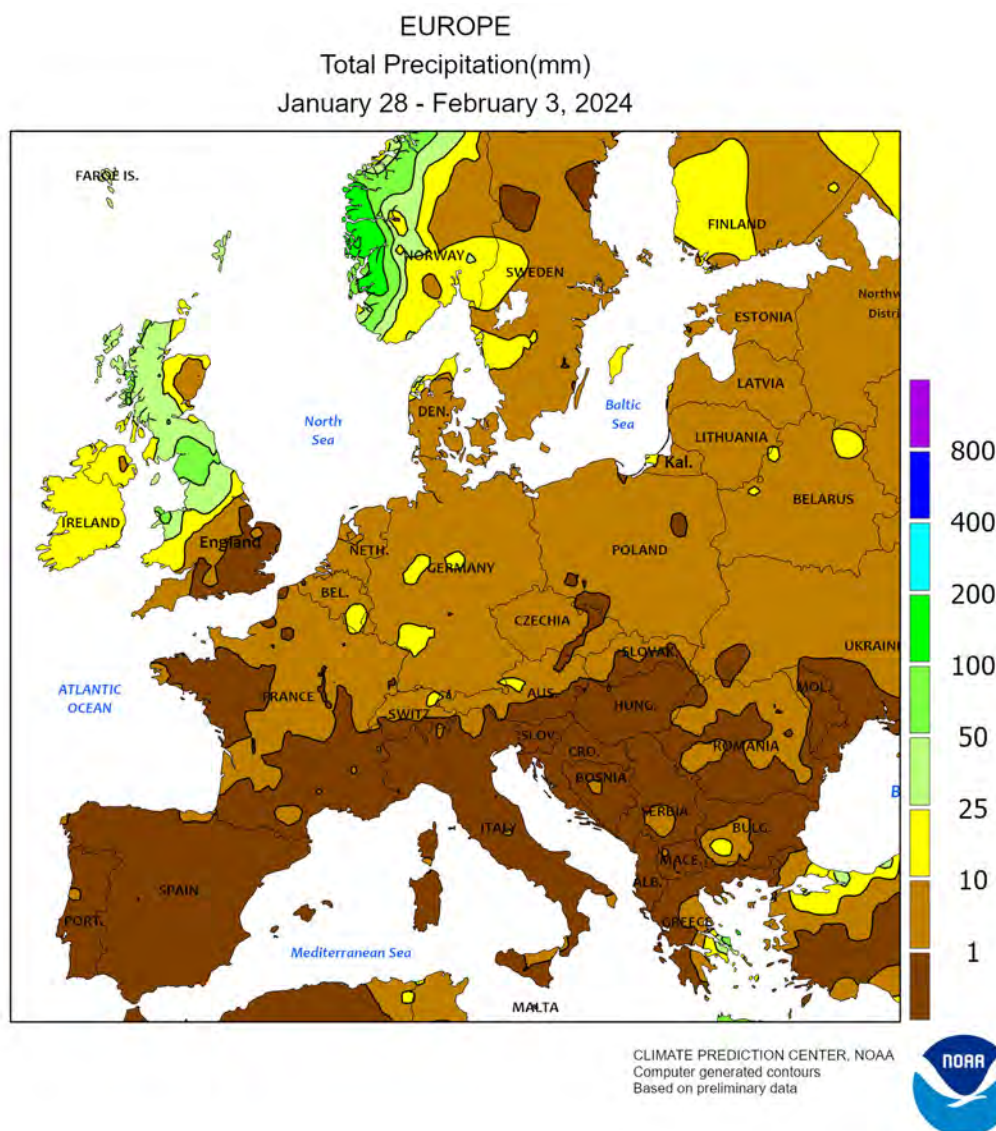 EUROPE
Total Precipitation(mm)
January 28 - February 3, 2024
FAROE IS.
FINLAND
NORWAY
SWEDEN
Northw
Distri
ESTONIA
LATVIA
North
Sea
DEN.
Baltic
Sea
LITHUANIA
Kal.
BELARUS
IRELAND
England
NETH.
GERMANY
POLAND
BEL.
CZECHIA
UKRAINI
SLOVAK.
ATLANTIC
OCEAN
FRANCE
SWITZ.
AUS.
HUNG.
MOL.
SLOV.
CRO.
ROMANIA
BOSNIA
B
SERBIA
ITALY
BULG.
MACE.
ALB.
SPAIN
PORT.
GREECE
Mediterranean Sea
MALTA
800
400
200
100
50
25
10
1
CLIMATE PREDICTION CENTER, NOAA
Computer generated contours
Based on preliminary data
NOAA